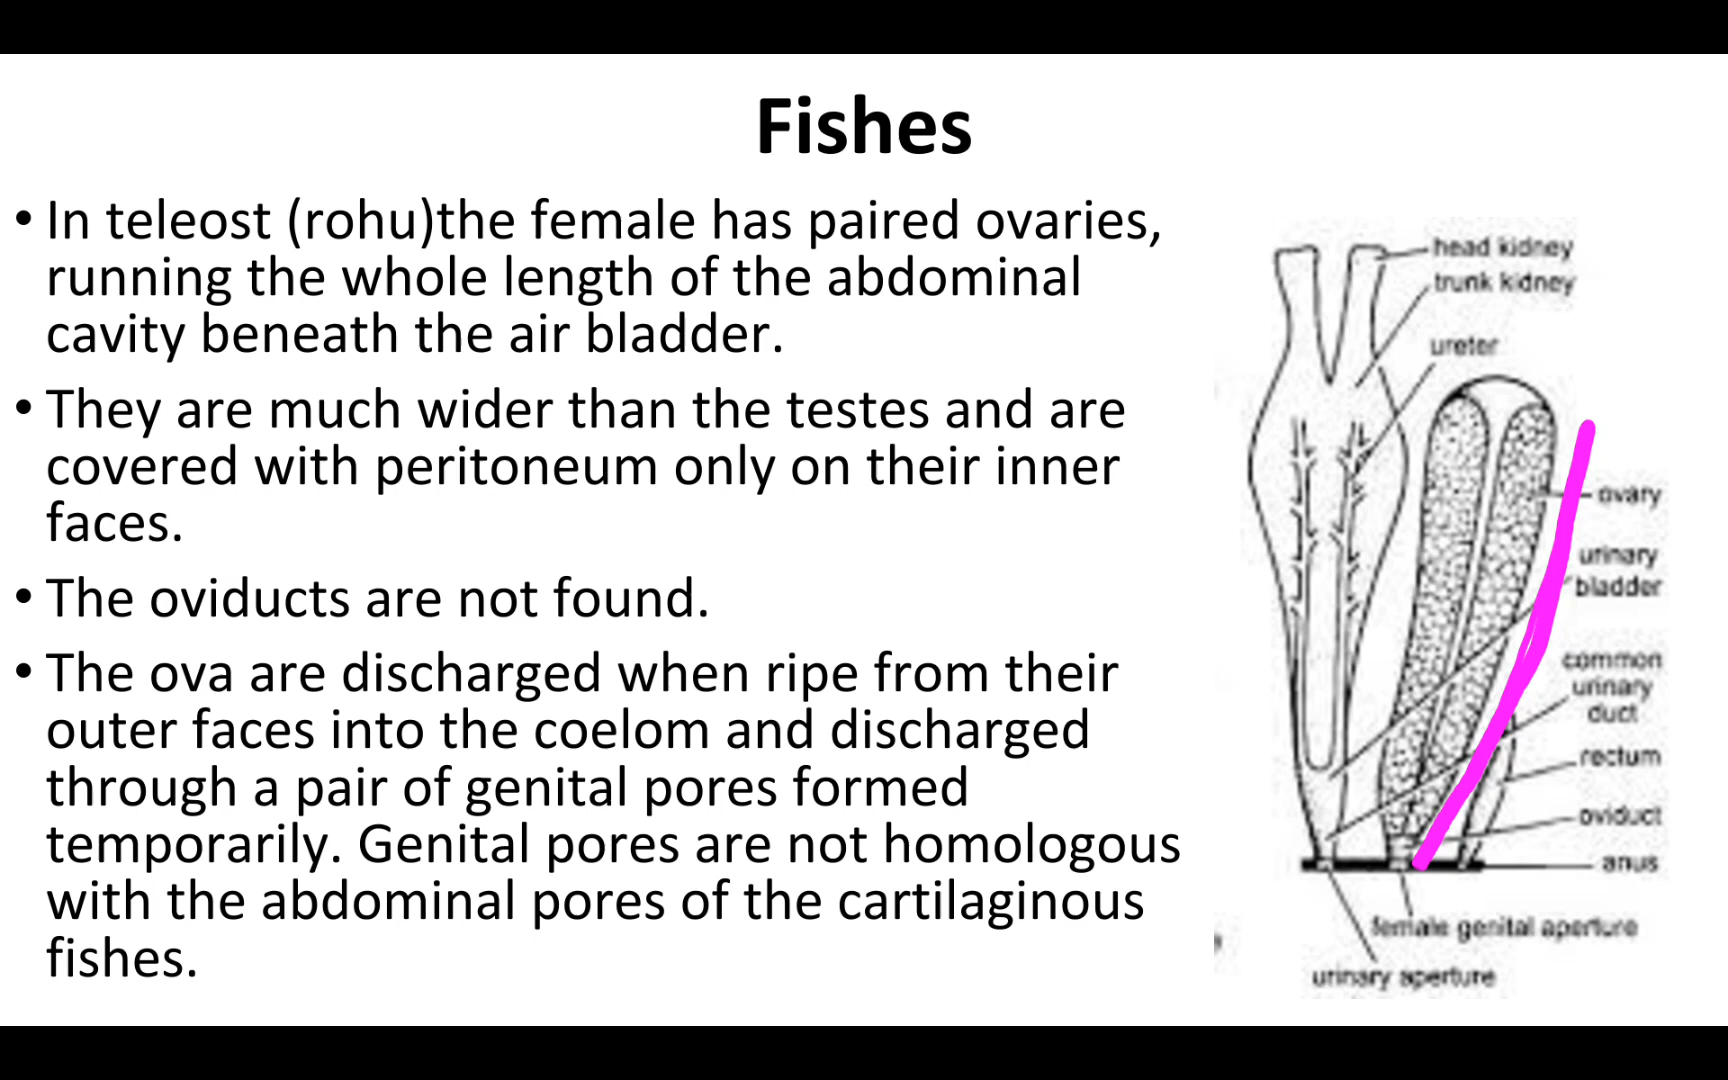 Fishes
• In teleost (rohu)the female has paired ovaries,
running the whole length of the abdominal
cavity beneath the air bladder.
• They are much wider than the testes and are
covered with peritoneum only on their inner
faces.
• The oviducts are not found.
• The ova are discharged when ripe from their
outer faces into the coelom and discharged
through a pair of genital pores formed
temporarily. Genital pores are not homologous
with the abdominal pores of the cartilaginous
fishes.
head kidney
trunk kidney
ureter
ovary
urinary
bladder
common
urinary
duct
rectum
oviduct
anus
female genital aperture
urinary aperture